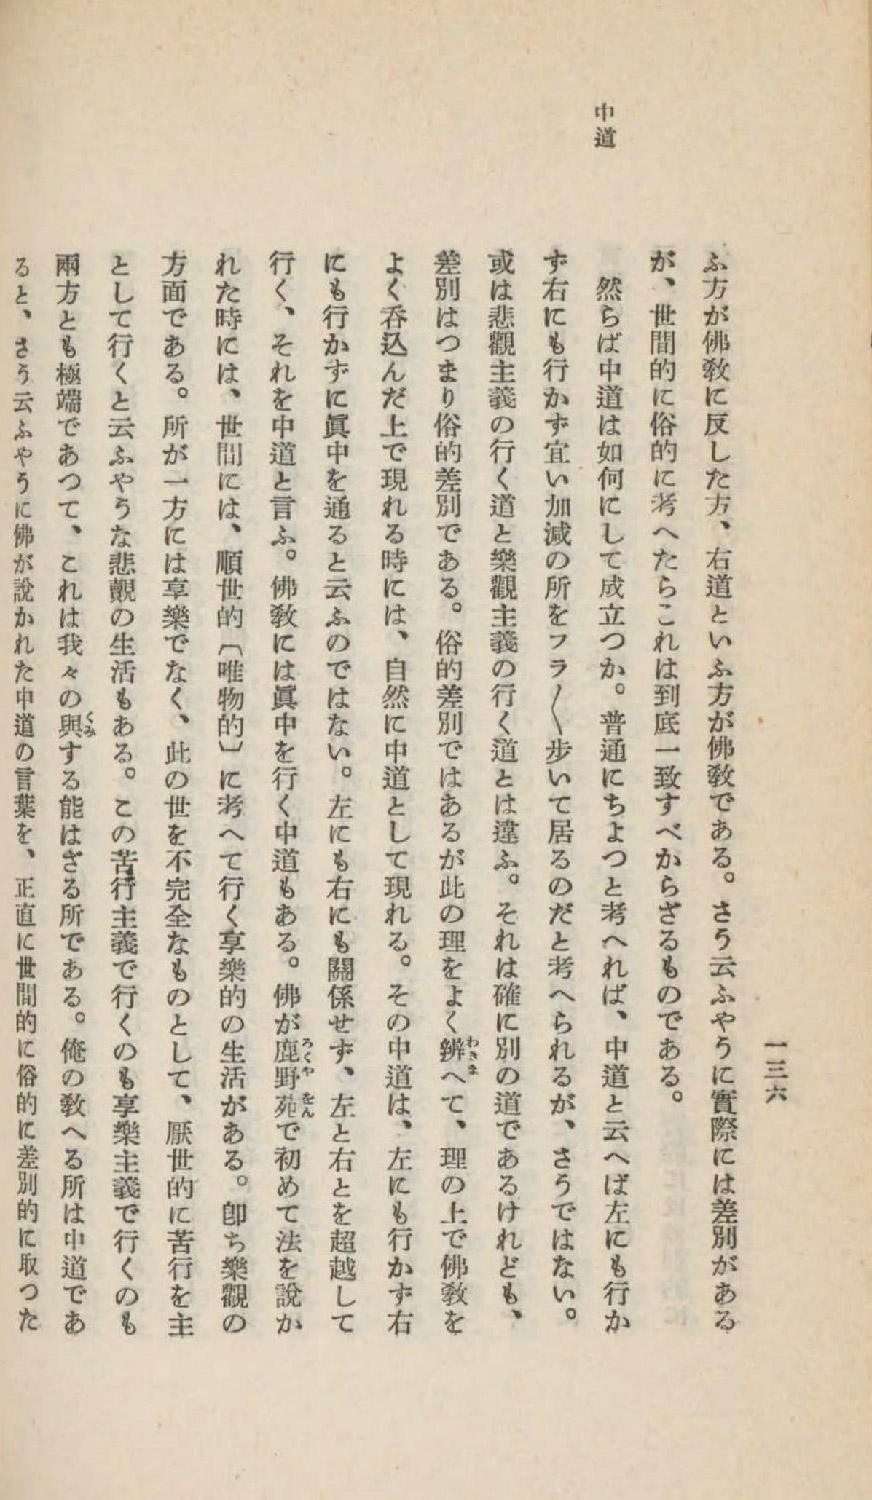 一三六
中道
ふ方が佛敎に反した方、右道といふ方が佛敎である。さう云ふやうに實際には差別がある
が、世間的に俗的に考へたらこれは到底一致すべからざるものである。
然らば中道は如何にして成立つか。普通にちよつと考へれば、中道と云へば左にも行か
ず右にも行かず宜い加減の所をフラ〳〵步いて居るのだと考へられるが、さうではない。
或は悲觀主義の行く道と樂觀主義の行く道とは違ふ。それは確に別の道であるけれども、
差別はつまり俗的差別である。俗的差別ではあるが此の理をよく辨へて、理の上で佛敎を
よく呑込んだ上で現れる時には、自然に中道として現れる。その中道は、左にも行かず右
にも行かずに眞中を通ると云ふのではない。左にも右にも關係せず、左と右とを超越して
行く、それを中道と言ふ。佛敎には眞中を行く中道もある。佛が鹿野苑で初めて法を說か
れた時には、世間には、順世的〔唯物的〕に考へて行く享樂的の生活がある。卽ち樂觀の
方面である。所が一方には享樂でなく、此の世を不完全なものとして、厭世的に苦行を主
として行くと云ふやうな悲觀の生活もある。この苦行主義で行くのも享樂主義で行くのも
兩方とも極端であつて、これは我々の與する能はざる所である。俺の敎へる所は中道であ
ると、さう云ふやうに佛が說かれた中道の言葉を、正直に世間的に俗的に差別的に取つた
わきま
ろくやをん
くみ